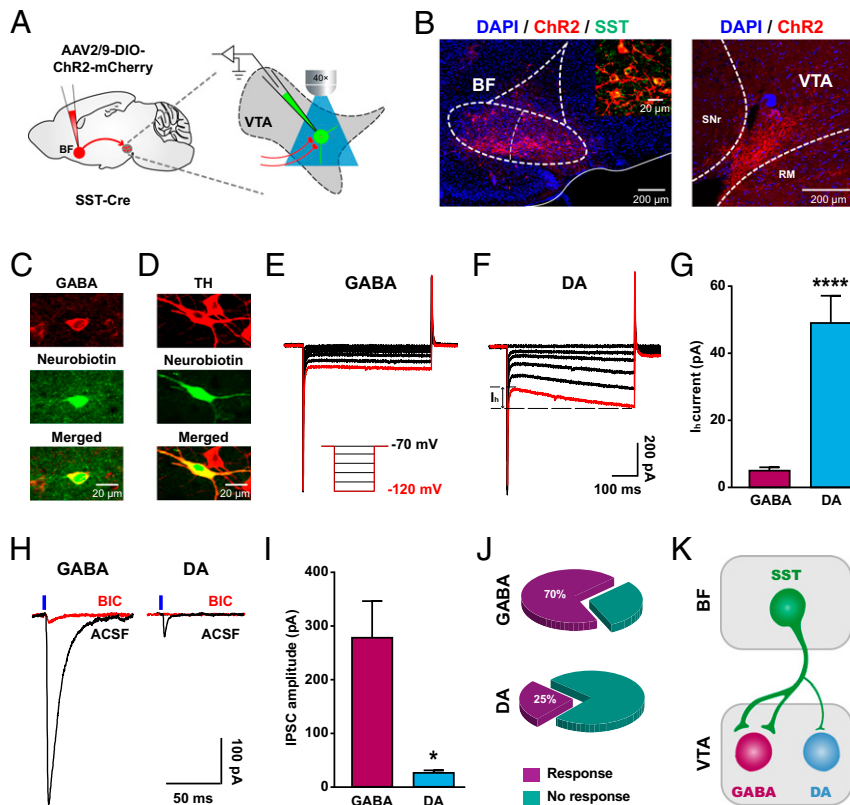 A
AAV2/9-DIO-
ChR2-mCherry
BF
SST-Cre
VTA
40×
B
DAPI / ChR2 / SST
BF
20 µm
200 µm
DAPI / ChR2
VTA
SNr
RM
200 µm
C
GABA
Neurobiotin
Merged
20 µm
D
TH
Neurobiotin
Merged
20 µm
E
GABA
-70 mV
-120 mV
F
DA
Ih
200 pA
100 ms
G
Ih current (pA)
60
40
20
0
****
GABA
DA
H
GABA
BIC
ACSF
DA
BIC
ACSF
100 pA
50 ms
I
IPSC amplitude (pA)
400
300
200
100
0
*
GABA
DA
J
GABA
70%
DA
25%
Response
No response
K
BF
SST
VTA
GABA
DA